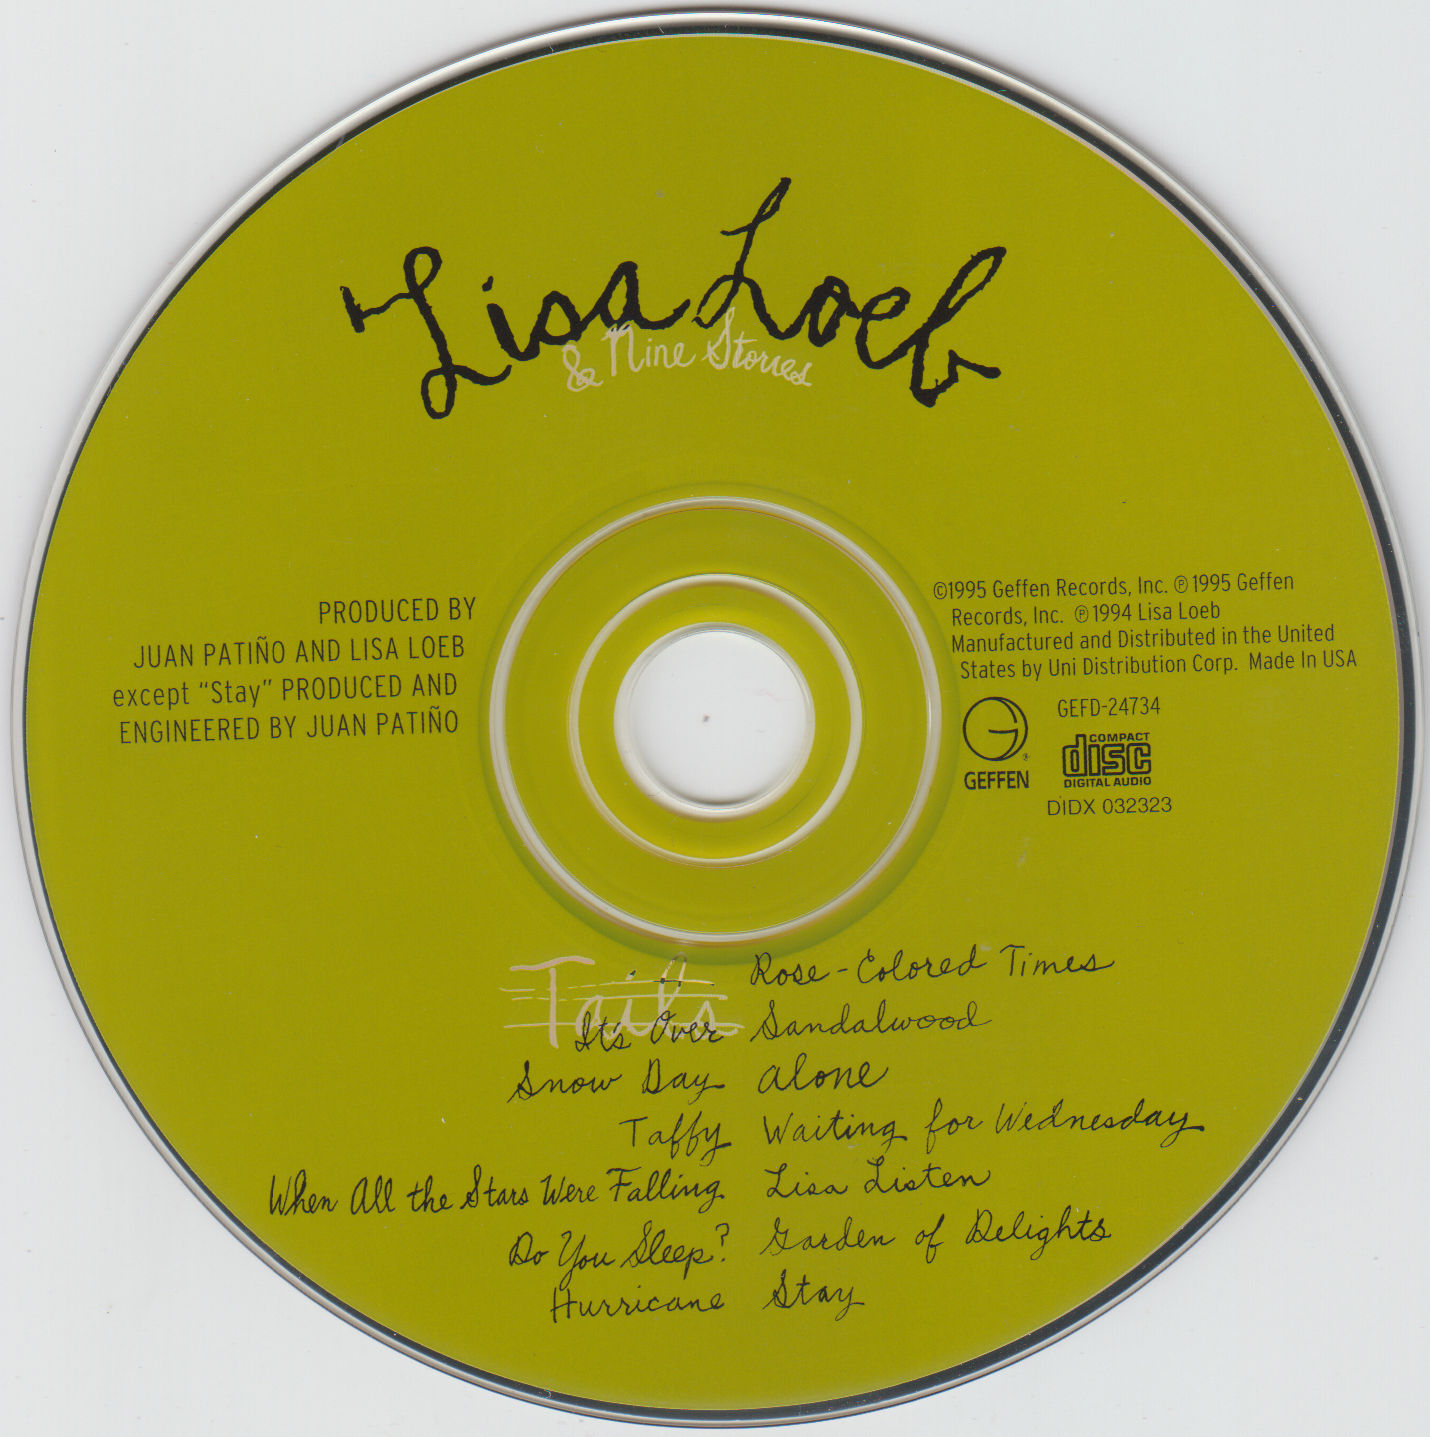 Lisa Loeb
& Nine Stories
PRODUCED BY
JUAN PATIÑO AND LISA LOEB
except "Stay" PRODUCED AND
ENGINEERED BY JUAN PATIÑO
©1995 Geffen Records, Inc. ℗1995 Geffen
Records, Inc. ℗1994 Lisa Loeb
Manufactured and Distributed in the United
States by Uni Distribution Corp. Made In USA
G
®
GEFFEN
GEFD-24734
COMPACT
disc
DIGITAL AUDIO
DIDX 032323
Tails
It's Over
Snow Day
Taffy
When All the Stars Were Falling
Do You Sleep?
Hurricane
Rose-Colored Times
Sandalwood
Alone
Waiting for Wednesday
Lisa Listen
Garden of Delights
Stay